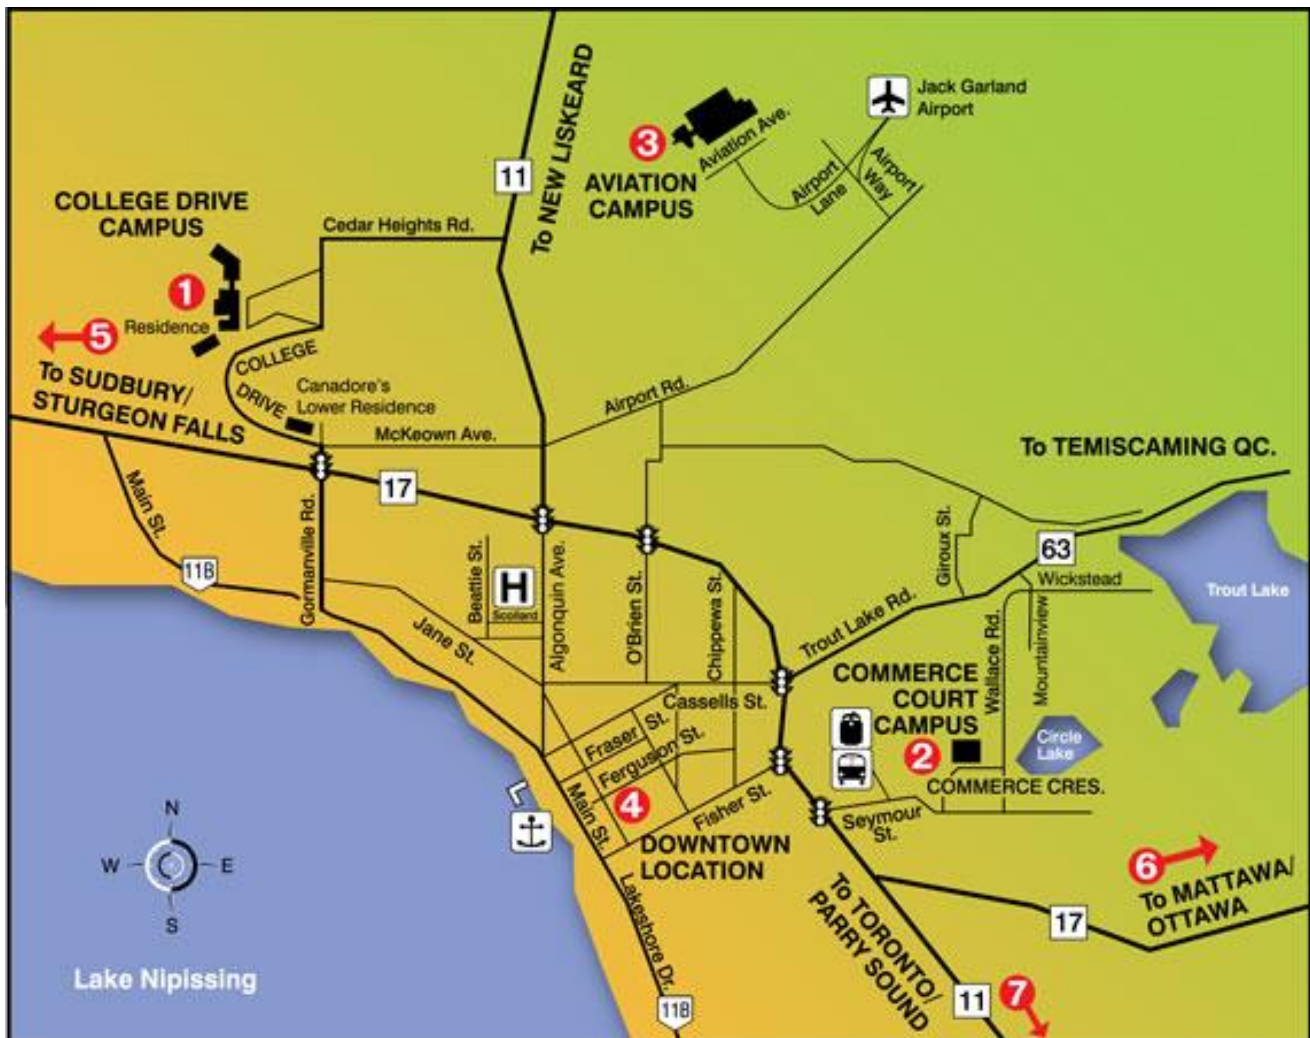 Jack Garland
Airport
To NEW LISKEARD
11
3
AVIATION
CAMPUS
Aviation Ave.
Airport
Lane
Airport
Way
COLLEGE DRIVE
CAMPUS
Cedar Heights Rd.
1
Residence
5
To SUDBURY/
STURGEON FALLS
COLLEGE
DRIVE
Canadore's
Lower Residence
McKeown Ave.
Airport Rd.
To TEMISCAMING QC.
17
Main St.
11B
Gormanville Rd.
Beattie St.
H
Scollard
Algonquin Ave.
O'Brien St.
Chippewa St.
Jane St.
Giroux St.
63
Wickstead
Trout Lake
Trout Lake Rd.
Wallace Rd.
Mountainview
COMMERCE
COURT
CAMPUS
2
Circle
Lake
COMMERCE CRES.
Cassells St.
Fraser St.
Ferguson St.
4
Main St.
Fisher St.
Seymour
St.
DOWNTOWN
LOCATION
Lakeshore Dr.
6
To MATTAWA/
OTTAWA
17
To TORONTO/
PARRY SOUND
11
7
11B
N
W
E
S
Lake Nipissing